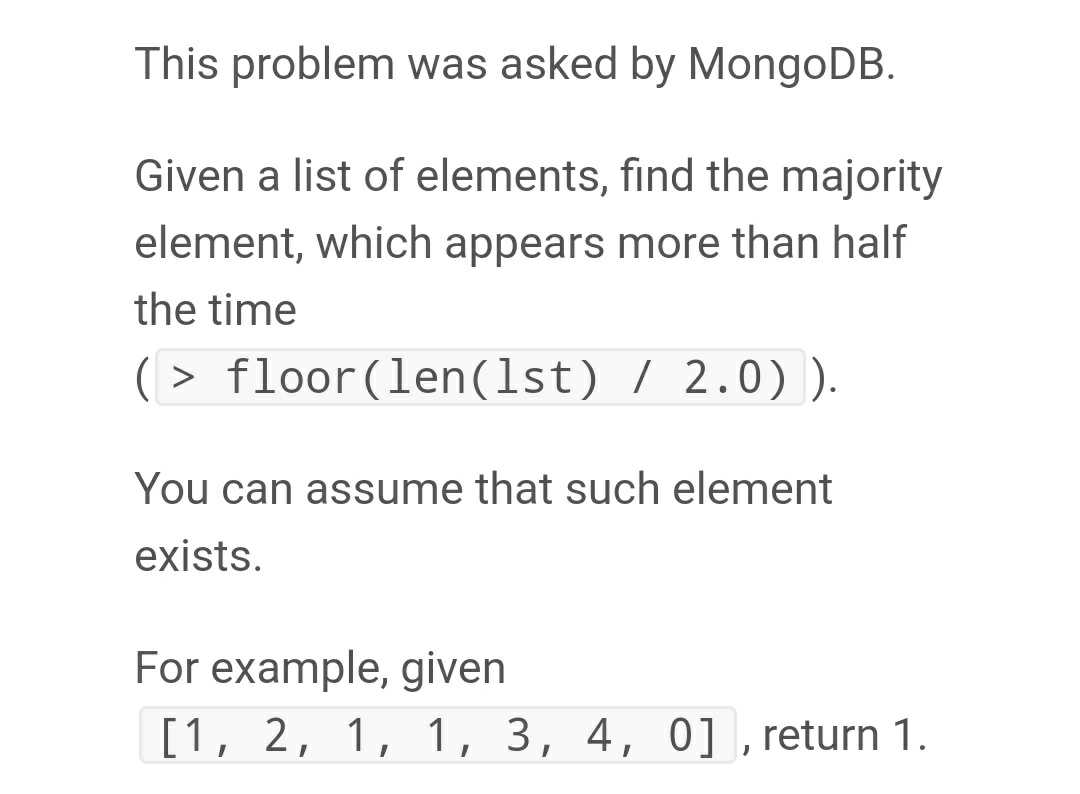 This problem was asked by MongoDB.
Given a list of elements, find the majority
element, which appears more than half
the time
(> floor(len(lst) / 2.0)).
You can assume that such element
exists.
For example, given
[1, 2, 1, 1, 3, 4, 0], return 1.